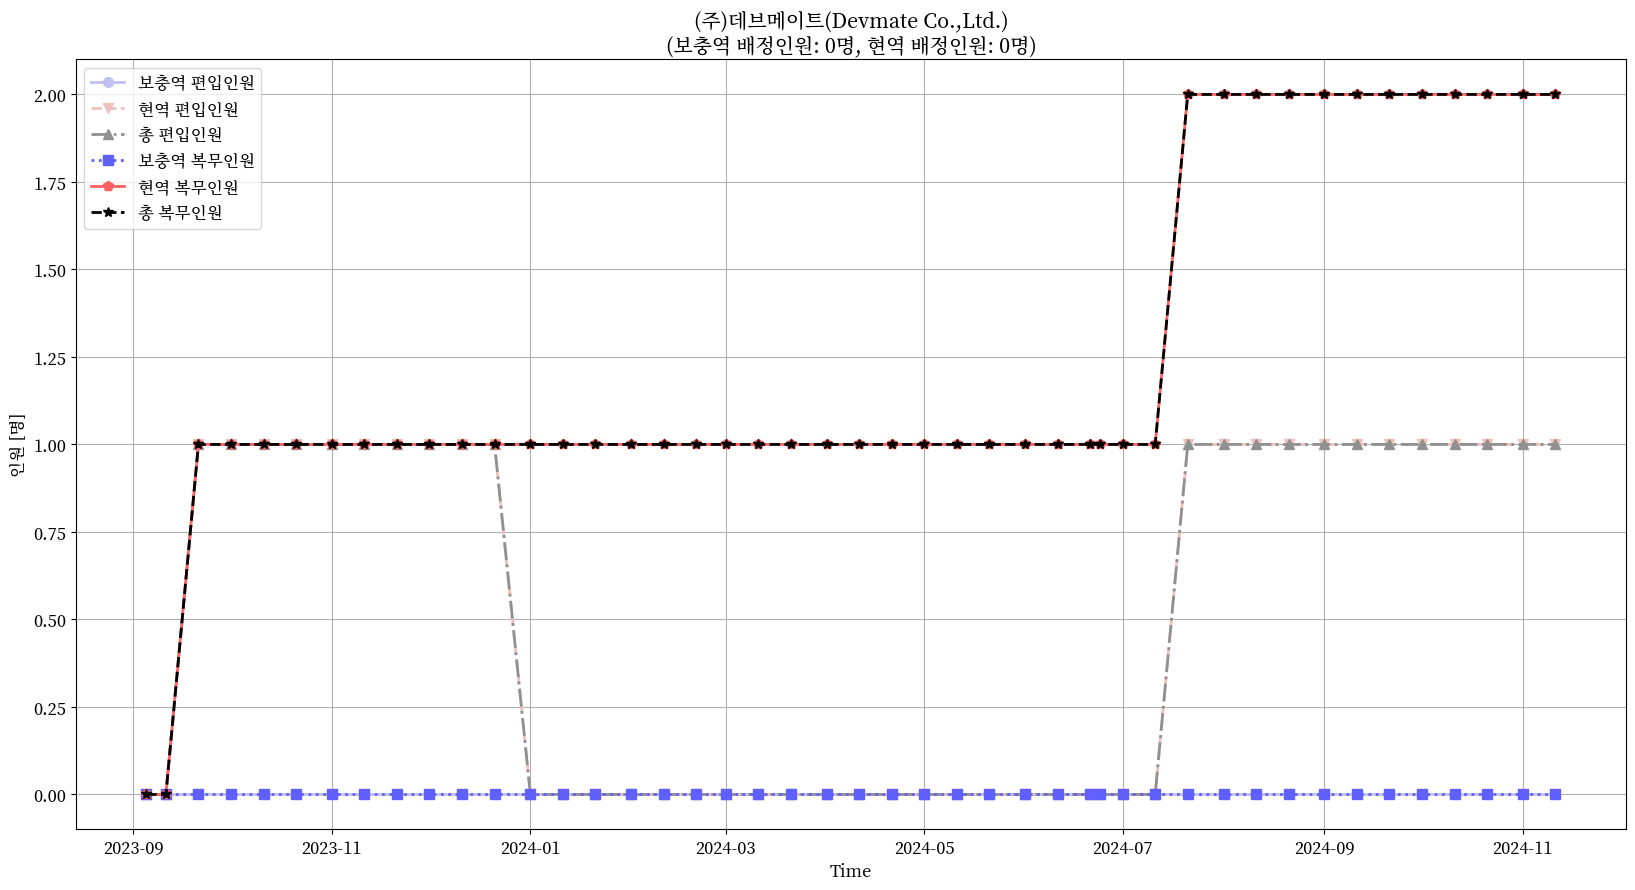 (주)데브메이트(Devmate Co.,Ltd.)
(보충역 배정인원: 0명, 현역 배정인원: 0명)
보충역 편입인원
현역 편입인원
총 편입인원
보충역 복무인원
현역 복무인원
총 복무인원
2.00
1.75
1.50
1.25
1.00
0.75
0.50
0.25
0.00
인원 [명]
2023-09 2023-11 2024-01 2024-03 2024-05 2024-07 2024-09 2024-11
Time